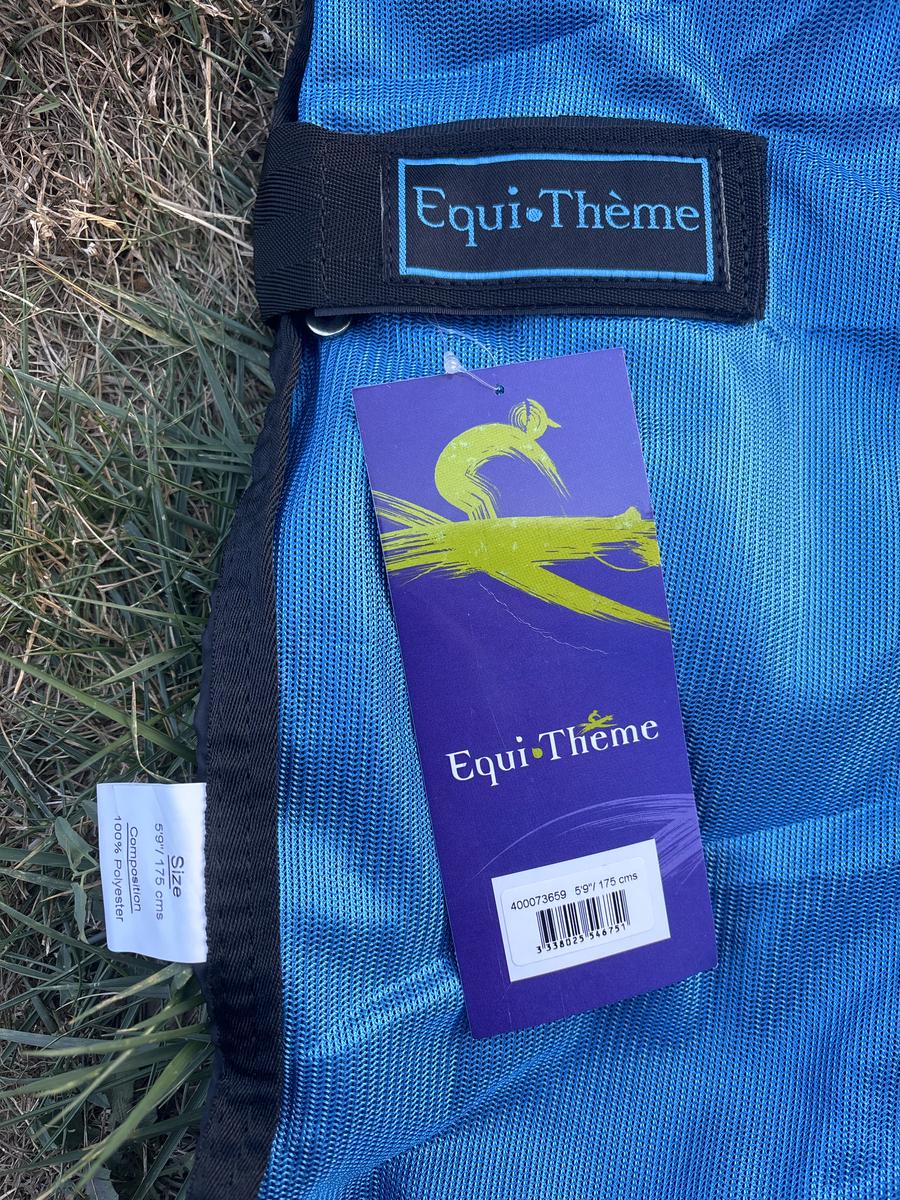 Equi•Thème
Equi•Thème
400073659 5'9"/ 175 cms
3 338025 546751
Size
5'9"/ 175 cms
Composition
100% Polyester